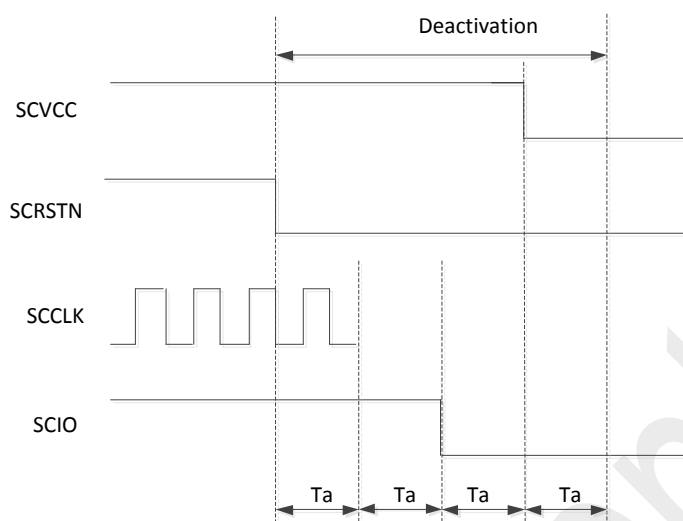 Deactivation
SCVCC
SCRSTN
SCCLK
SCIO
Ta Ta Ta Ta